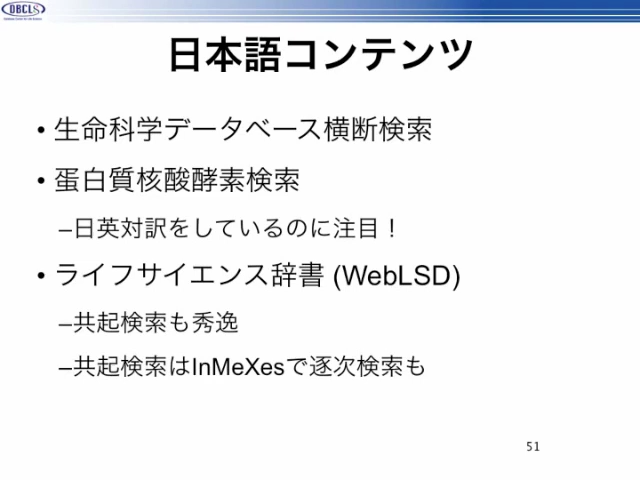 DBCLS
日本語コンテンツ
• 生命科学データベース横断検索
• 蛋白質核酸酵素検索
–日英対訳をしているのに注目！
• ライフサイエンス辞書 (WebLSD)
–共起検索も秀逸
–共起検索はInMeXesで逐次検索も
51